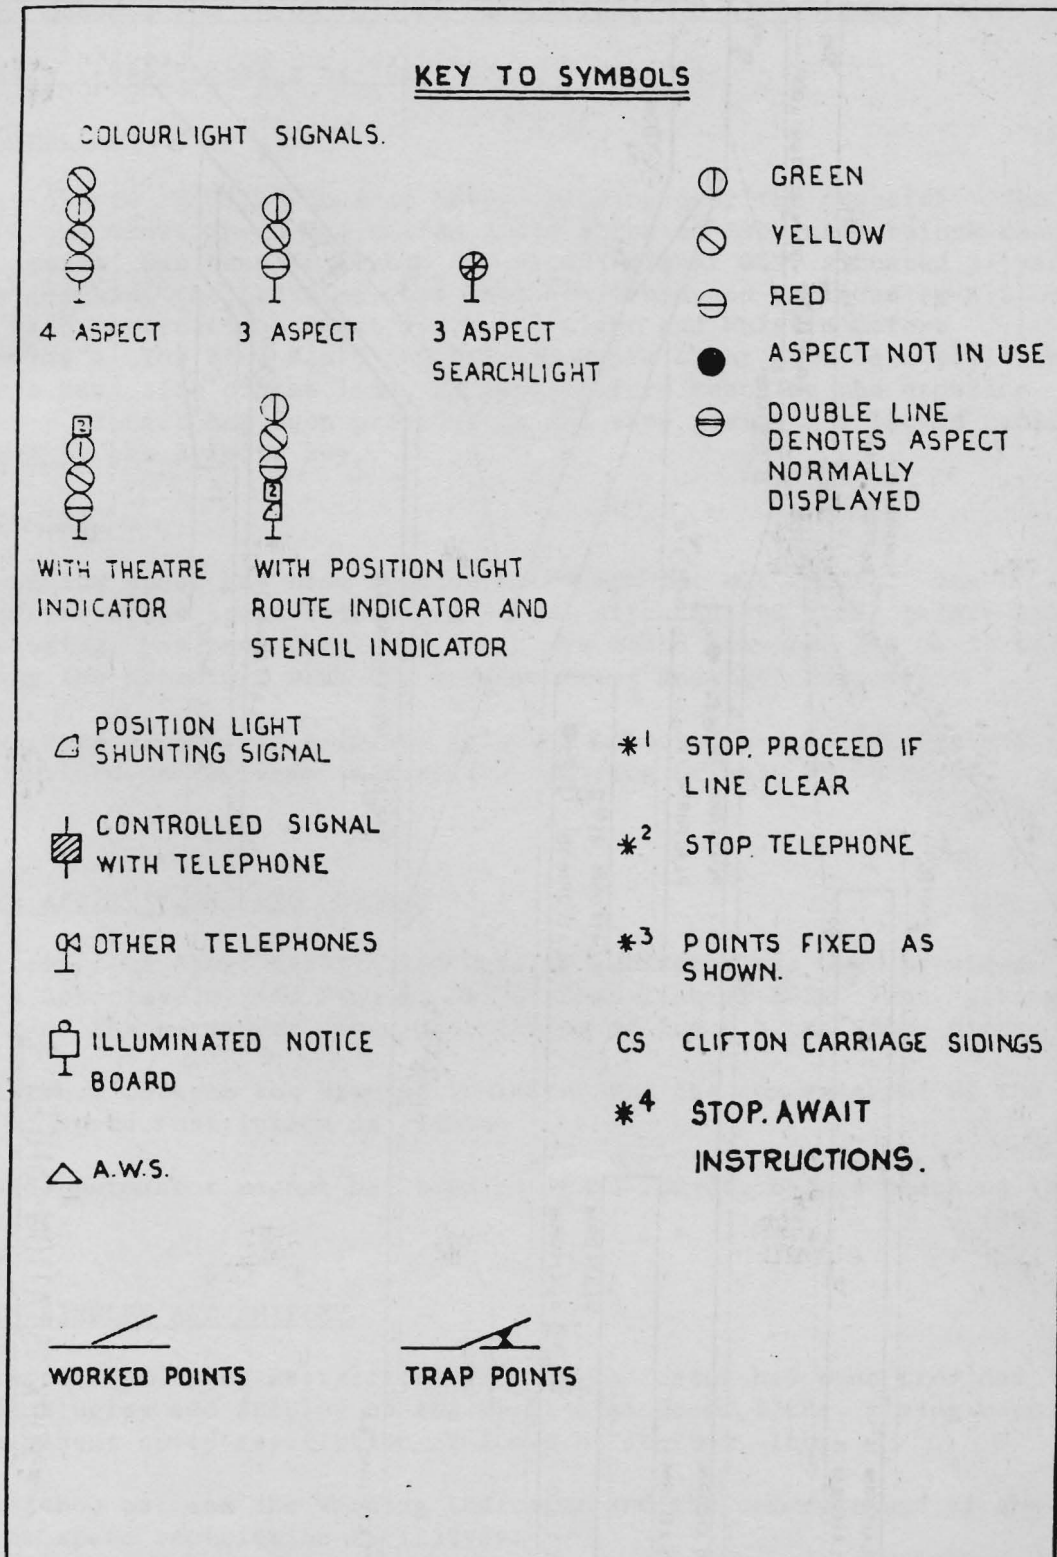 KEY TO SYMBOLS
COLOURLIGHT SIGNALS.
4 ASPECT
3 ASPECT
3 ASPECT
SEARCHLIGHT
GREEN
YELLOW
RED
ASPECT NOT IN USE
DOUBLE LINE
DENOTES ASPECT
NORMALLY
DISPLAYED
2
WITH THEATRE
INDICATOR
2
WITH POSITION LIGHT
ROUTE INDICATOR AND
STENCIL INDICATOR
POSITION LIGHT
SHUNTING SIGNAL
CONTROLLED SIGNAL
WITH TELEPHONE
OTHER TELEPHONES
ILLUMINATED NOTICE
BOARD
A.W.S.
*1 STOP. PROCEED IF
LINE CLEAR
*2 STOP. TELEPHONE
*3 POINTS FIXED AS
SHOWN.
CS CLIFTON CARRIAGE SIDINGS
*4 STOP. AWAIT
INSTRUCTIONS.
WORKED POINTS
TRAP POINTS